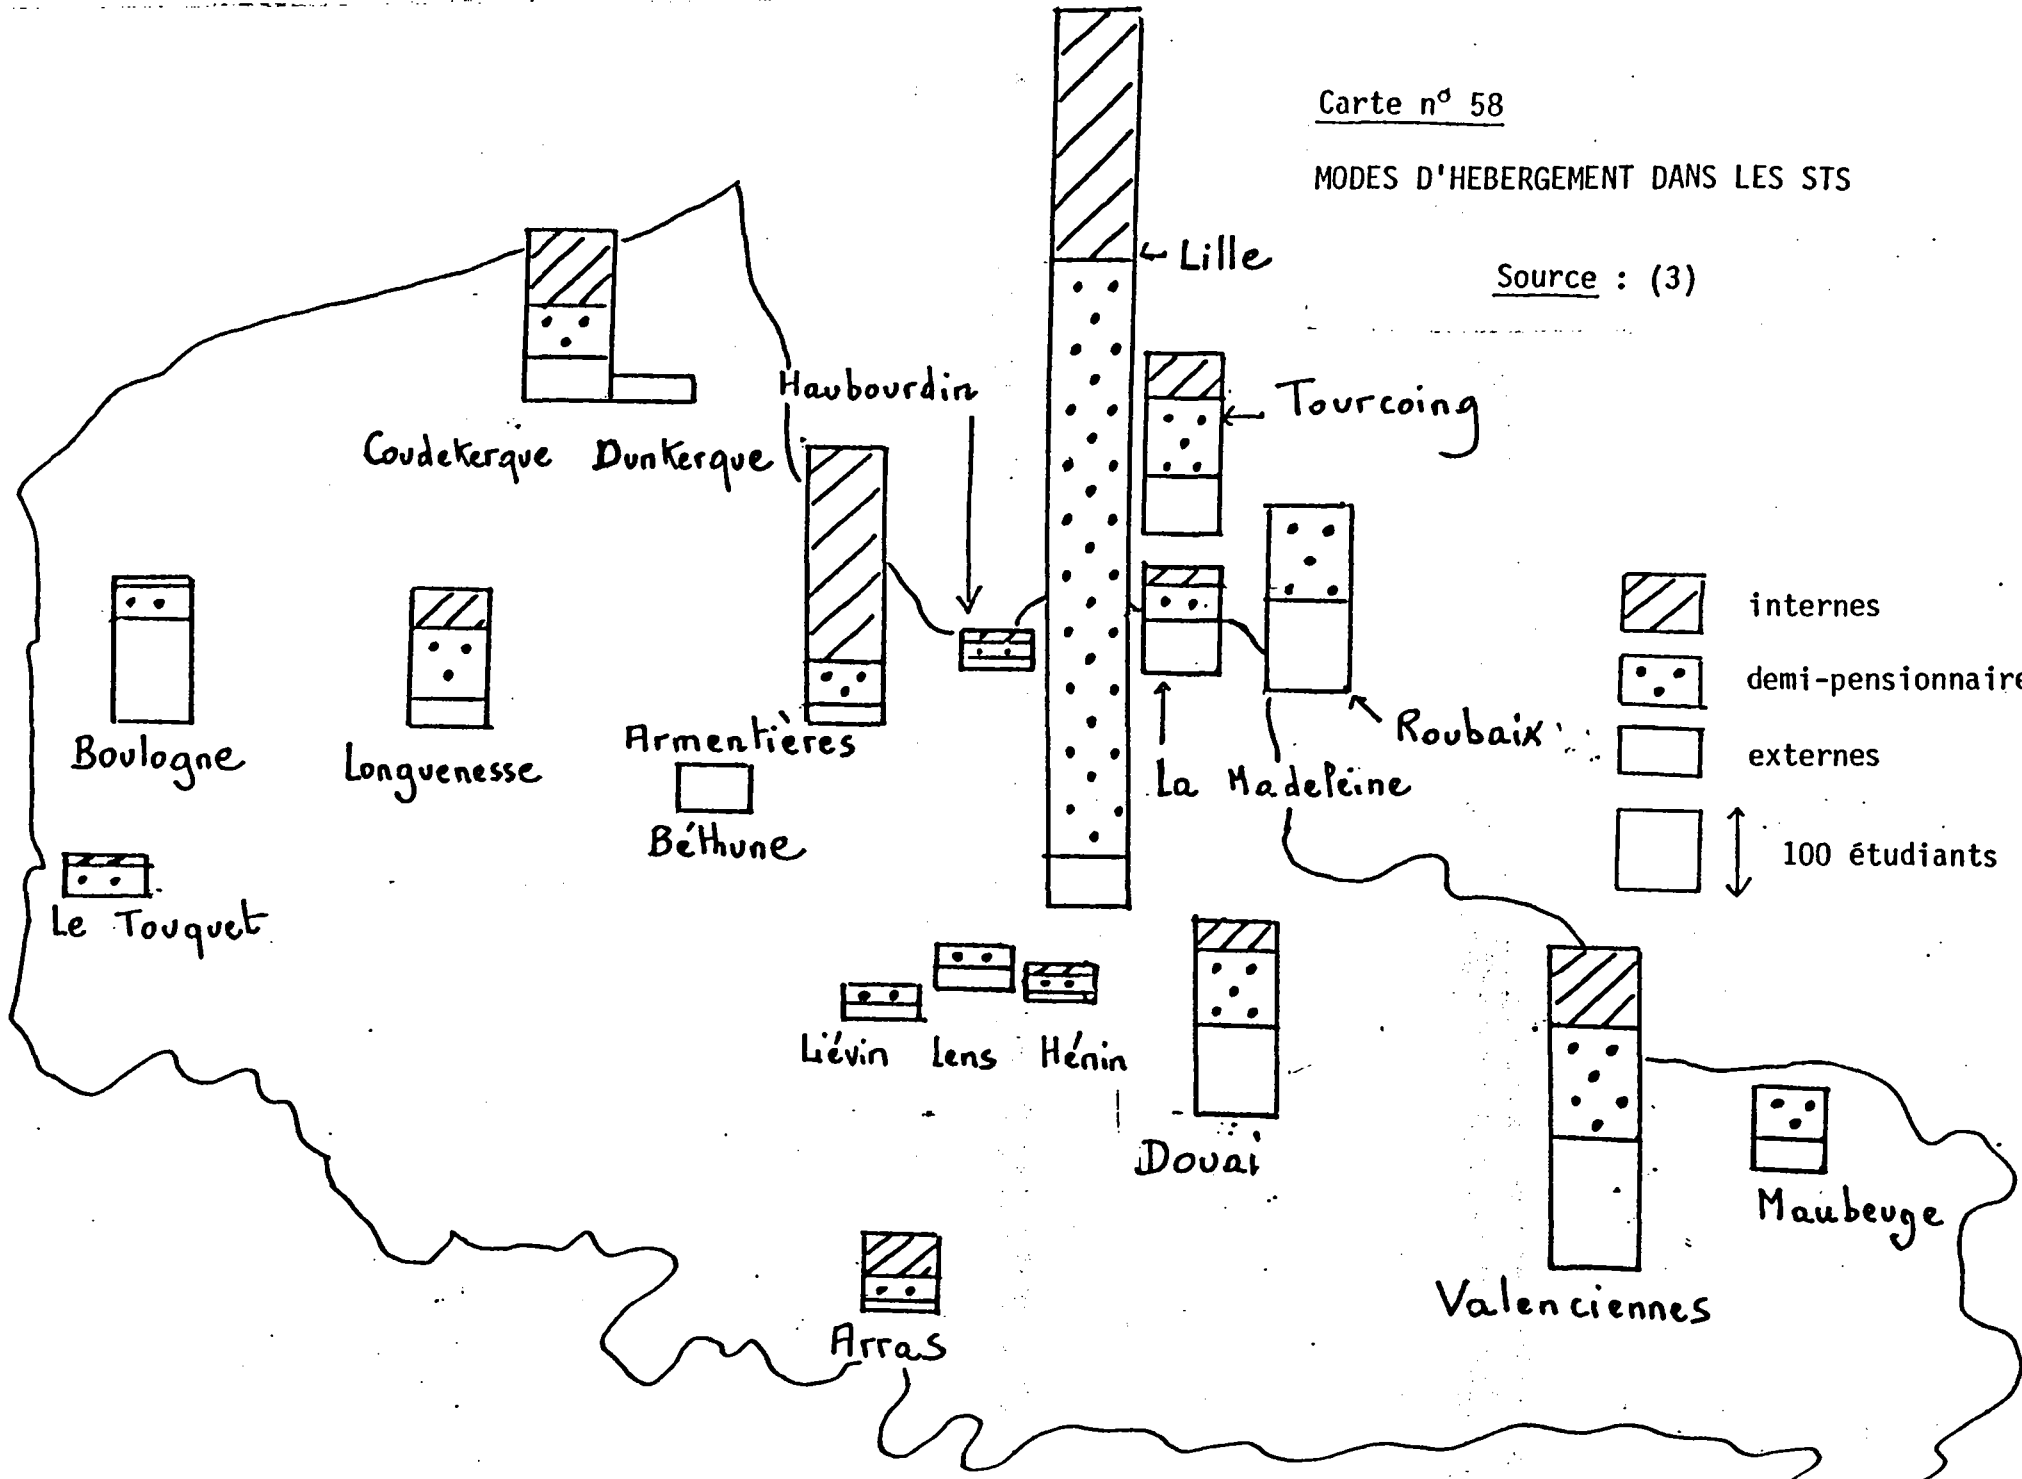 Carte nº 58
MODES D'HEBERGEMENT DANS LES STS
Source : (3)
Lille
Haubourdin
Tourcoing
Coudekerque Dunkerque
Boulogne
Longuenesse
Armentières
Béthune
Roubaix
La Madeleine
internes
demi-pensionnaire
externes
100 étudiants
Le Touquet
Liévin Lens Hénin
Douai
Maubeuge
Valenciennes
Arras